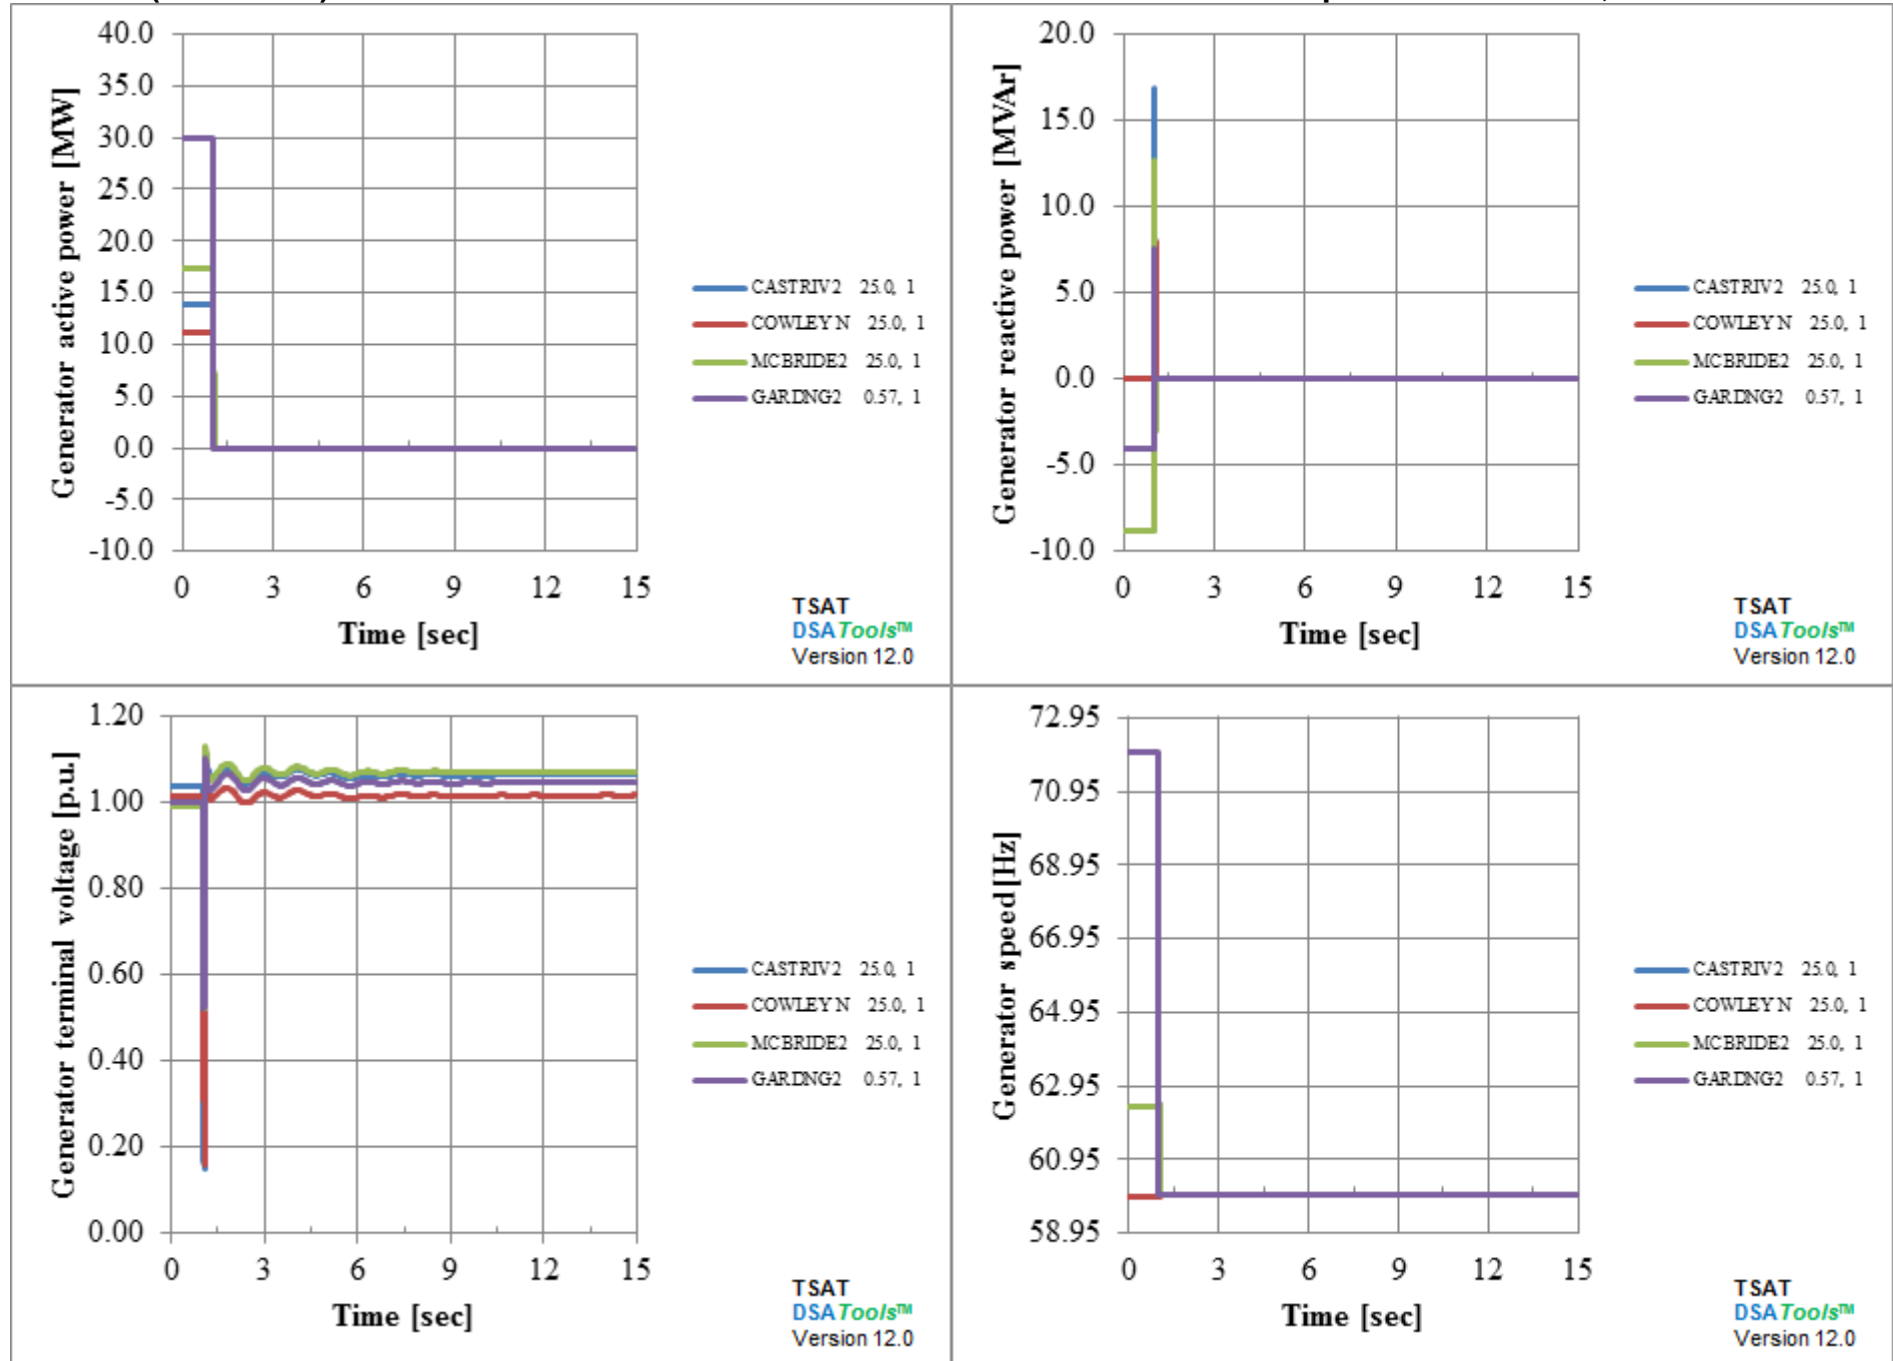 Generator active power [MW]
40.0
35.0
30.0
25.0
20.0
15.0
10.0
5.0
0.0
-5.0
-10.0
0 3 6 9 12 15
Time [sec]
CASTRIV2 25.0, 1
COWLEY N 25.0, 1
MCBRIDE2 25.0, 1
GARDNG2 0.57, 1
TSAT
DSATools™
Version 12.0
Generator reactive power [MVAr]
20.0
15.0
10.0
5.0
0.0
-5.0
-10.0
0 3 6 9 12 15
Time [sec]
CASTRIV2 25.0, 1
COWLEY N 25.0, 1
MCBRIDE2 25.0, 1
GARDNG2 0.57, 1
TSAT
DSATools™
Version 12.0
Generator terminal voltage [p.u.]
1.20
1.00
0.80
0.60
0.40
0.20
0.00
0 3 6 9 12 15
Time [sec]
CASTRIV2 25.0, 1
COWLEY N 25.0, 1
MCBRIDE2 25.0, 1
GARDNG2 0.57, 1
TSAT
DSATools™
Version 12.0
Generator speed[Hz]
72.95
70.95
68.95
66.95
64.95
62.95
60.95
58.95
0 3 6 9 12 15
Time [sec]
CASTRIV2 25.0, 1
COWLEY N 25.0, 1
MCBRIDE2 25.0, 1
GARDNG2 0.57, 1
TSAT
DSATools™
Version 12.0